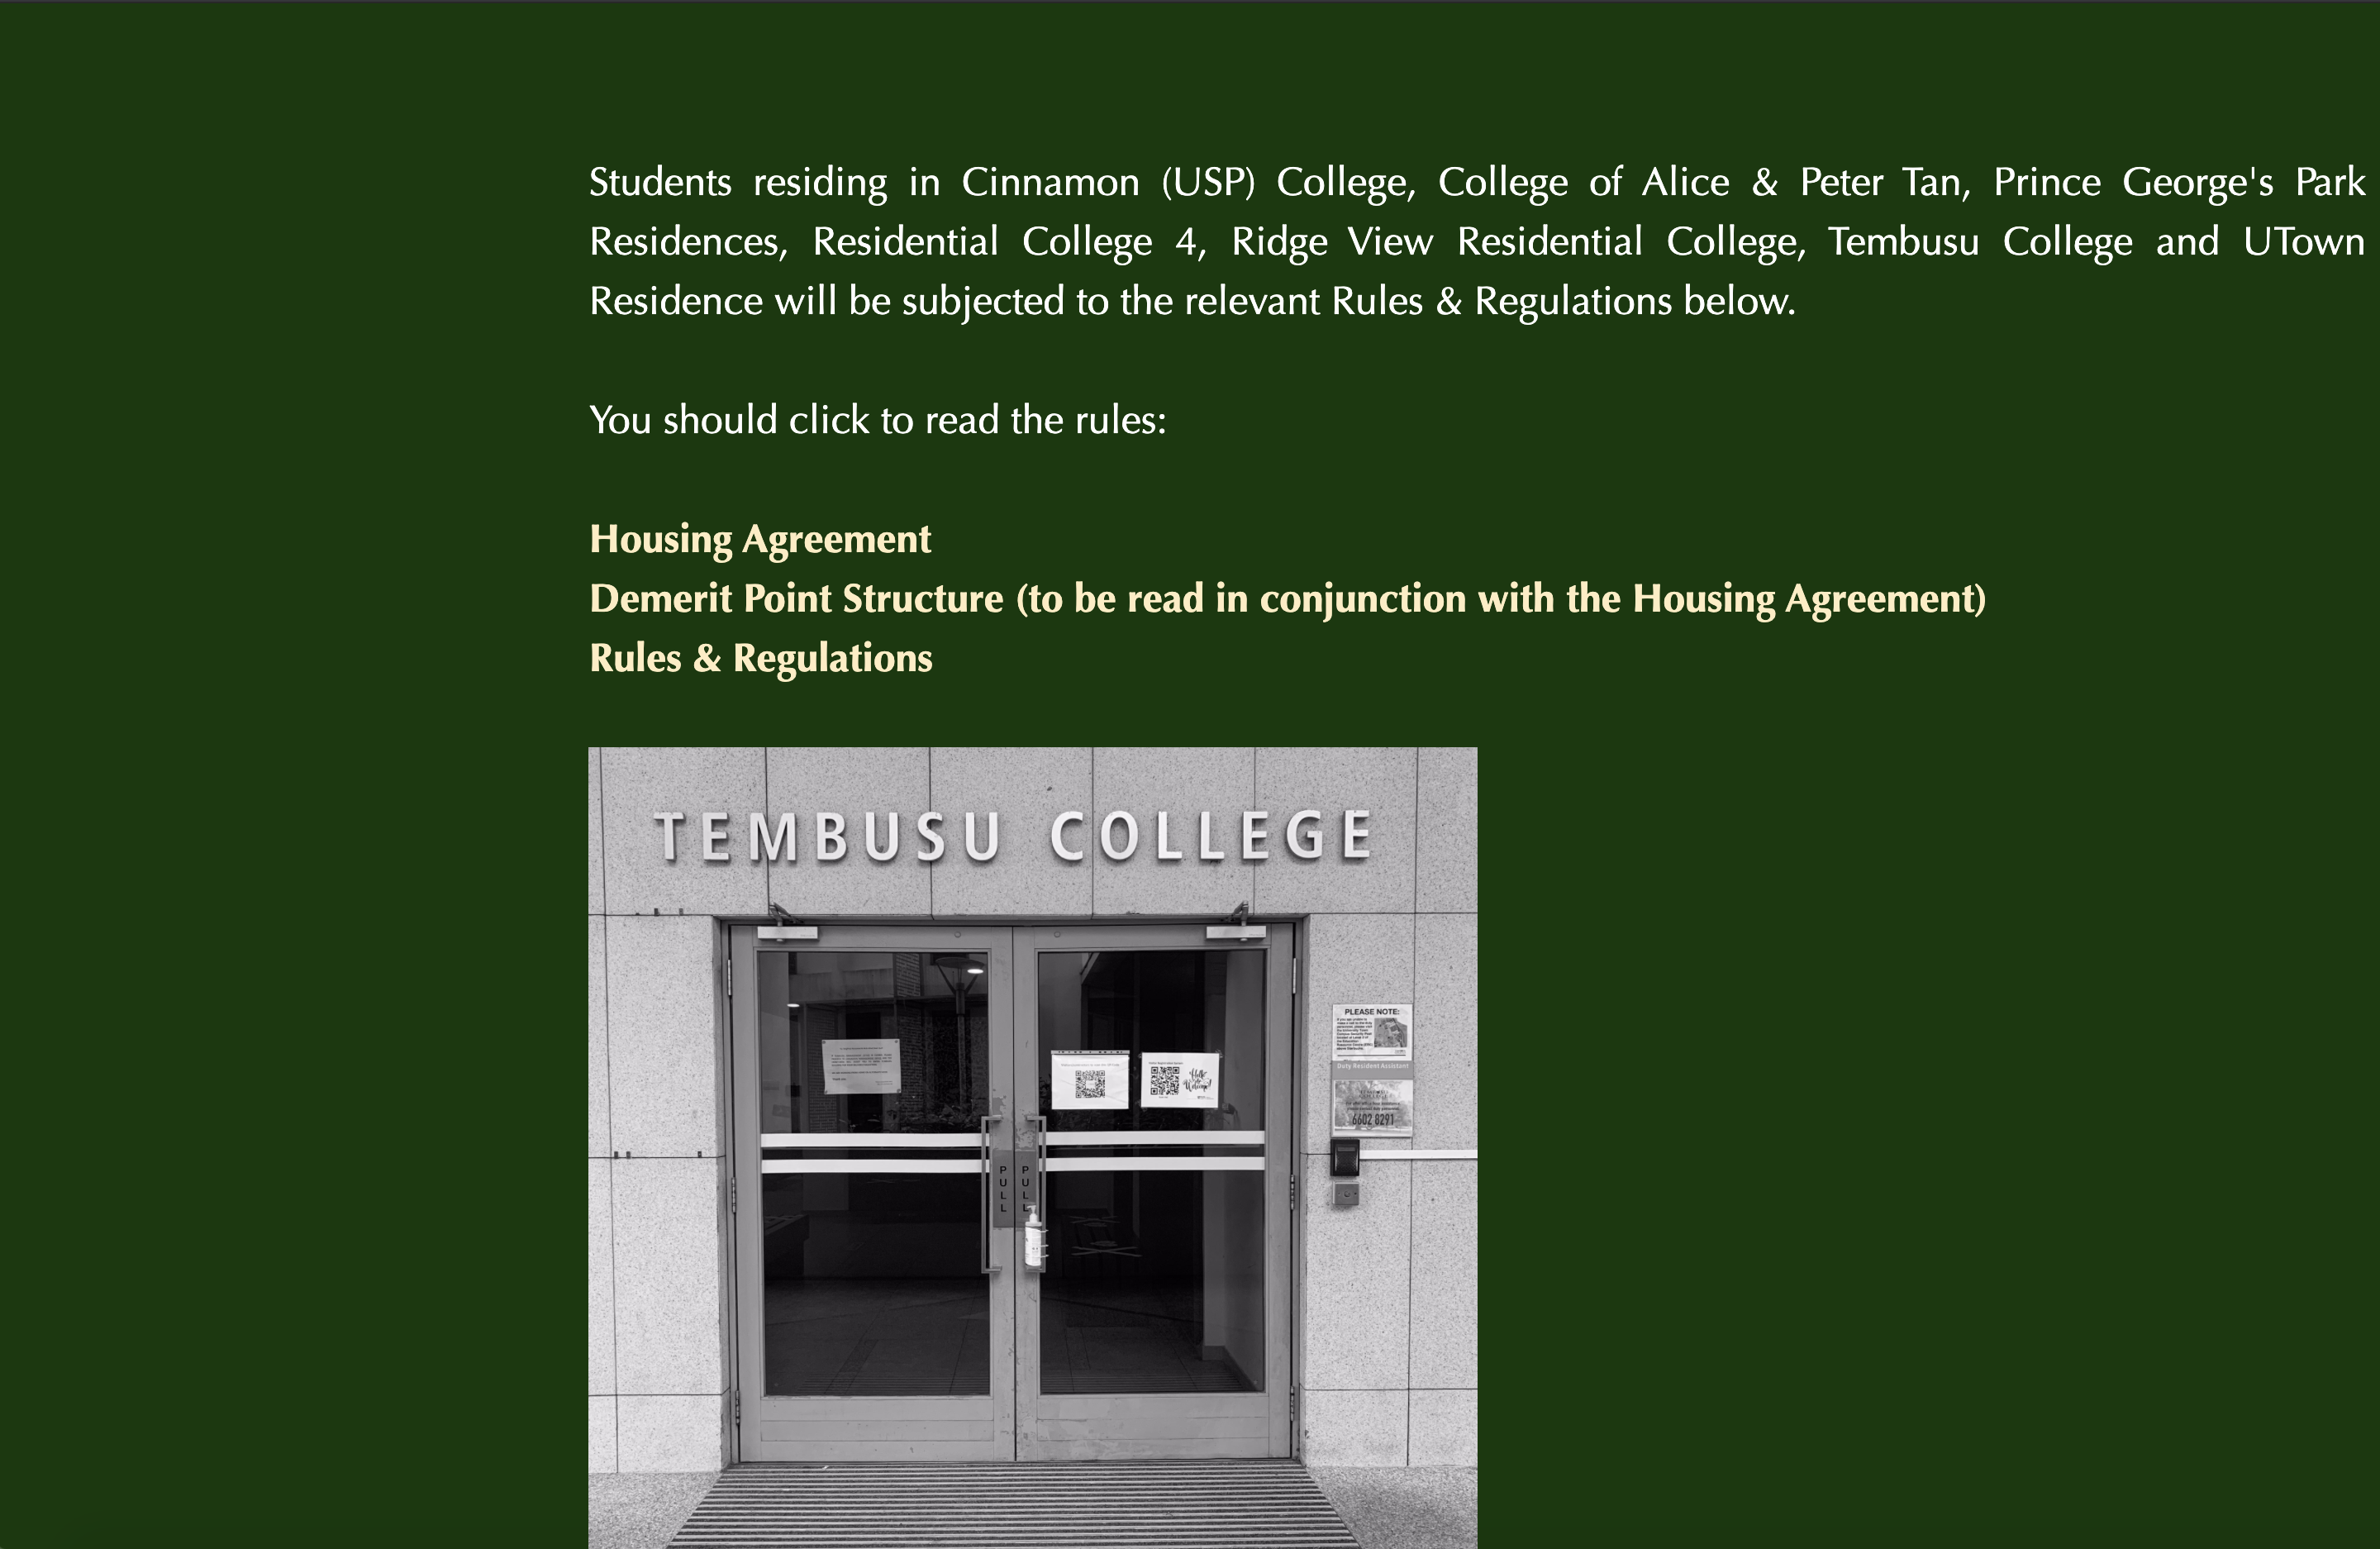 Students residing in Cinnamon (USP) College, College of Alice & Peter Tan, Prince George's Park
Residences, Residential College 4, Ridge View Residential College, Tembusu College and UTown
Residence will be subjected to the relevant Rules & Regulations below.
You should click to read the rules:
Housing Agreement
Demerit Point Structure (to be read in conjunction with the Housing Agreement)
Rules & Regulations
TEMBUSU COLLEGE
PLEASE NOTE:
Duty Resident Assistant
Hello
Welcome!
6602 8291
PULL
PULL